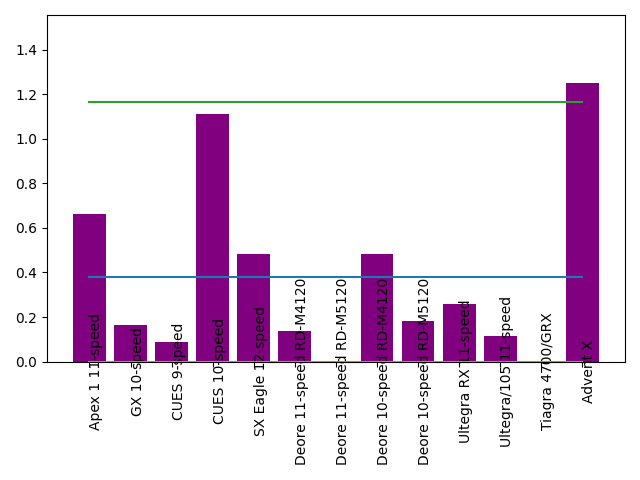 1.4
1.2
1.0
0.8
0.6
0.4
0.2
0.0
Apex 1 11-speed
GX 10-speed
CUES 9-speed
CUES 10-speed
SX Eagle 12-speed
Deore 11-speed RD-M4120
Deore 11-speed RD-M5120
Deore 10-speed RD-M4120
Deore 10-speed RD-M5120
Ultegra RX 11-speed
Ultegra/105 11-speed
Tiagra 4700/GRX
Advent X